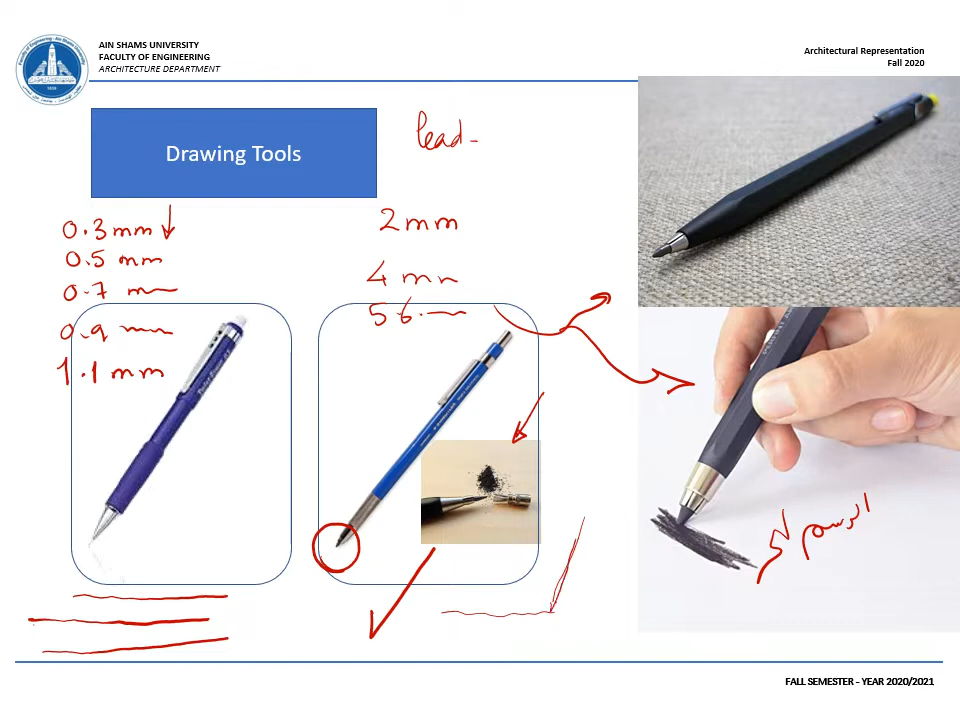 AIN SHAMS UNIVERSITY
FACULTY OF ENGINEERING
ARCHITECTURE DEPARTMENT
Architectural Representation
Fall 2020
Drawing Tools
lead-
0.3 mm
0.5 mm
0.7 m
0.9 mm
1.1 mm
2 mm
4 mm
5
FALL SEMESTER - YEAR 2020/2021